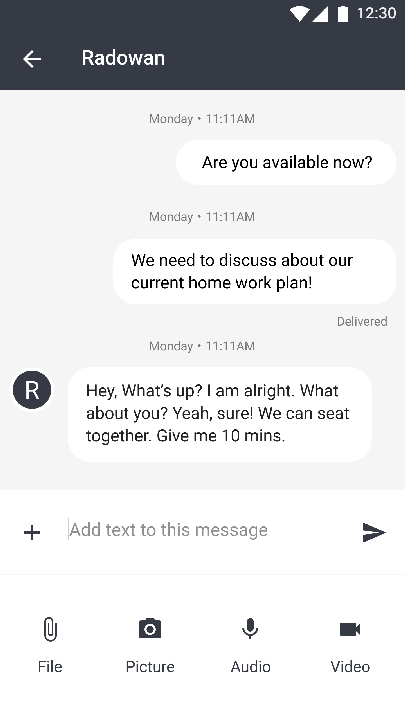 12:30
Radowan
Monday • 11:11AM
Are you available now?
Monday • 11:11AM
We need to discuss about our
current home work plan!
Delivered
Monday • 11:11AM
R
Hey, What's up? I am alright. What
about you? Yeah, sure! We can seat
together. Give me 10 mins.
Add text to this message
File Picture Audio Video